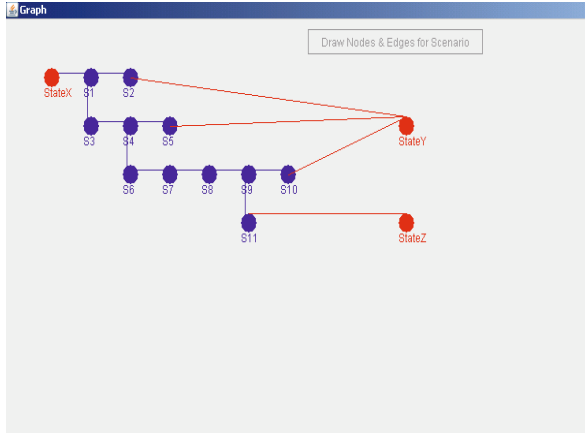 Graph
Draw Nodes & Edges for Scenario
StateX S1 S2
S3 S4 S5 StateY
S6 S7 S8 S9 S10
S11 StateZ